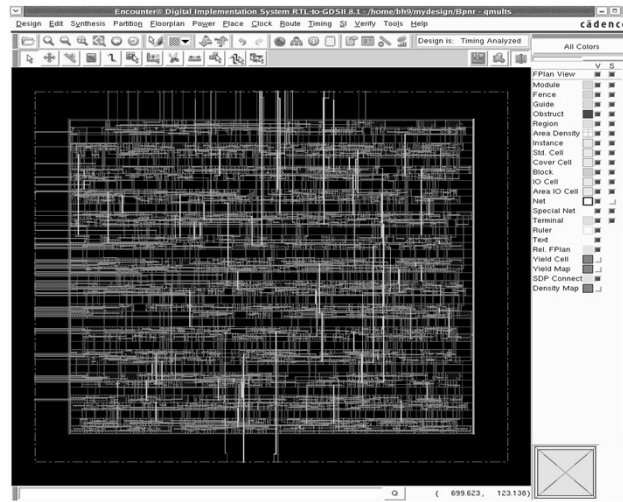 Encounter® Digital Implementation System RTL-to-GDSII 8.1 - /home/bh9/mydesign/Bpnr - qmults
Design Edit Synthesis Partition Floorplan Power Place Clock Route Timing SI Verify Tools Help
cādence
Design is: Timing Analyzed
All Colors
V S
FPlan View
Module
Fence
Guide
Obstruct
Region
Area Density
Instance
Std. Cell
Cover Cell
Block
IO Cell
Area IO Cell
Net
Special Net
Terminal
Ruler
Text
Rel. FPlan
Yield Cell
Yield Map
SDP Connect
Density Map
Q
( 699.623, 123.138)